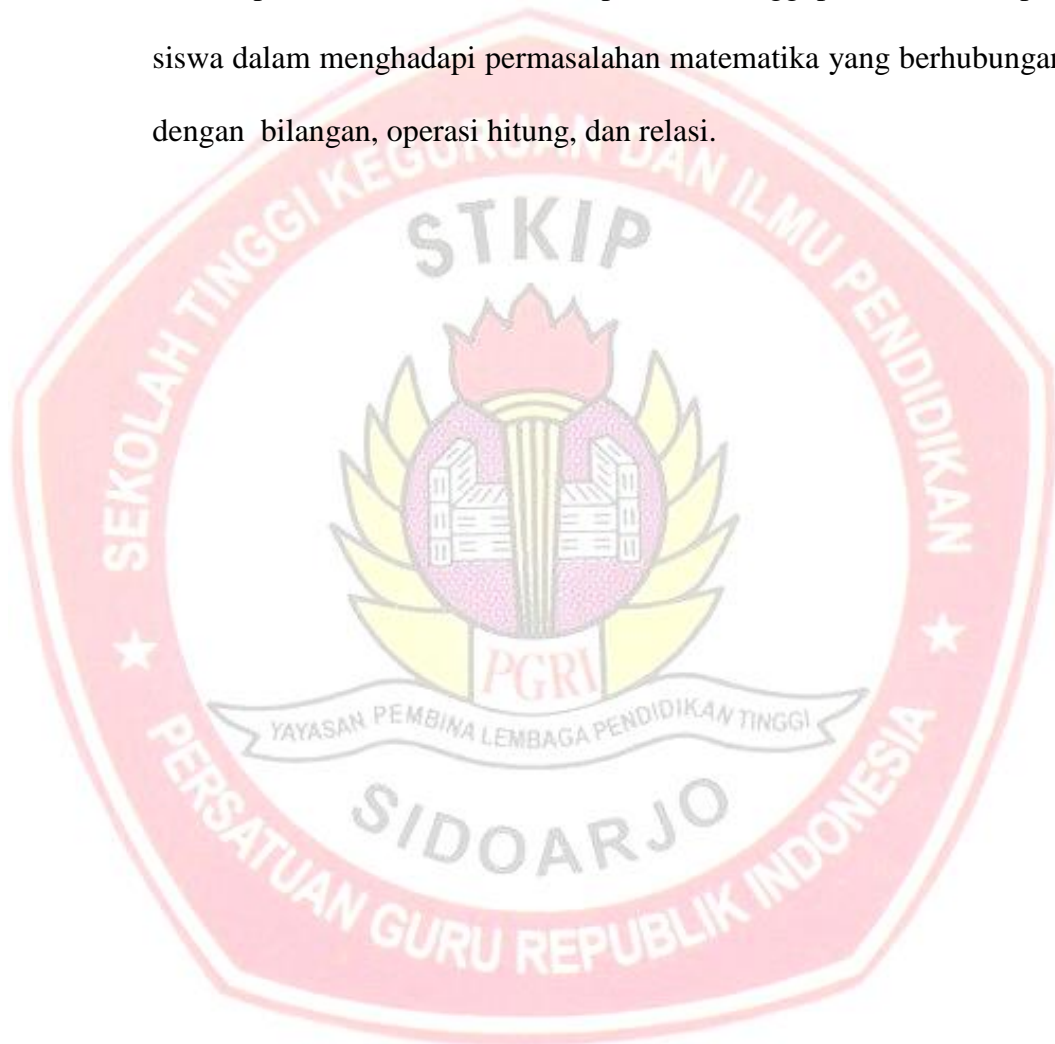 siswa dalam menghadapi permasalahan matematika yang berhubungan
dengan bilangan, operasi hitung, dan relasi.
SEKOLAH TINGGI KEGURUAN DAN ILMU PENDIDIKAN
STKIP
PGRI
YAYASAN PEMBINA LEMBAGA PENDIDIKAN TINGGI
SIDOARJO
PERSATUAN GURU REPUBLIK INDONESIA